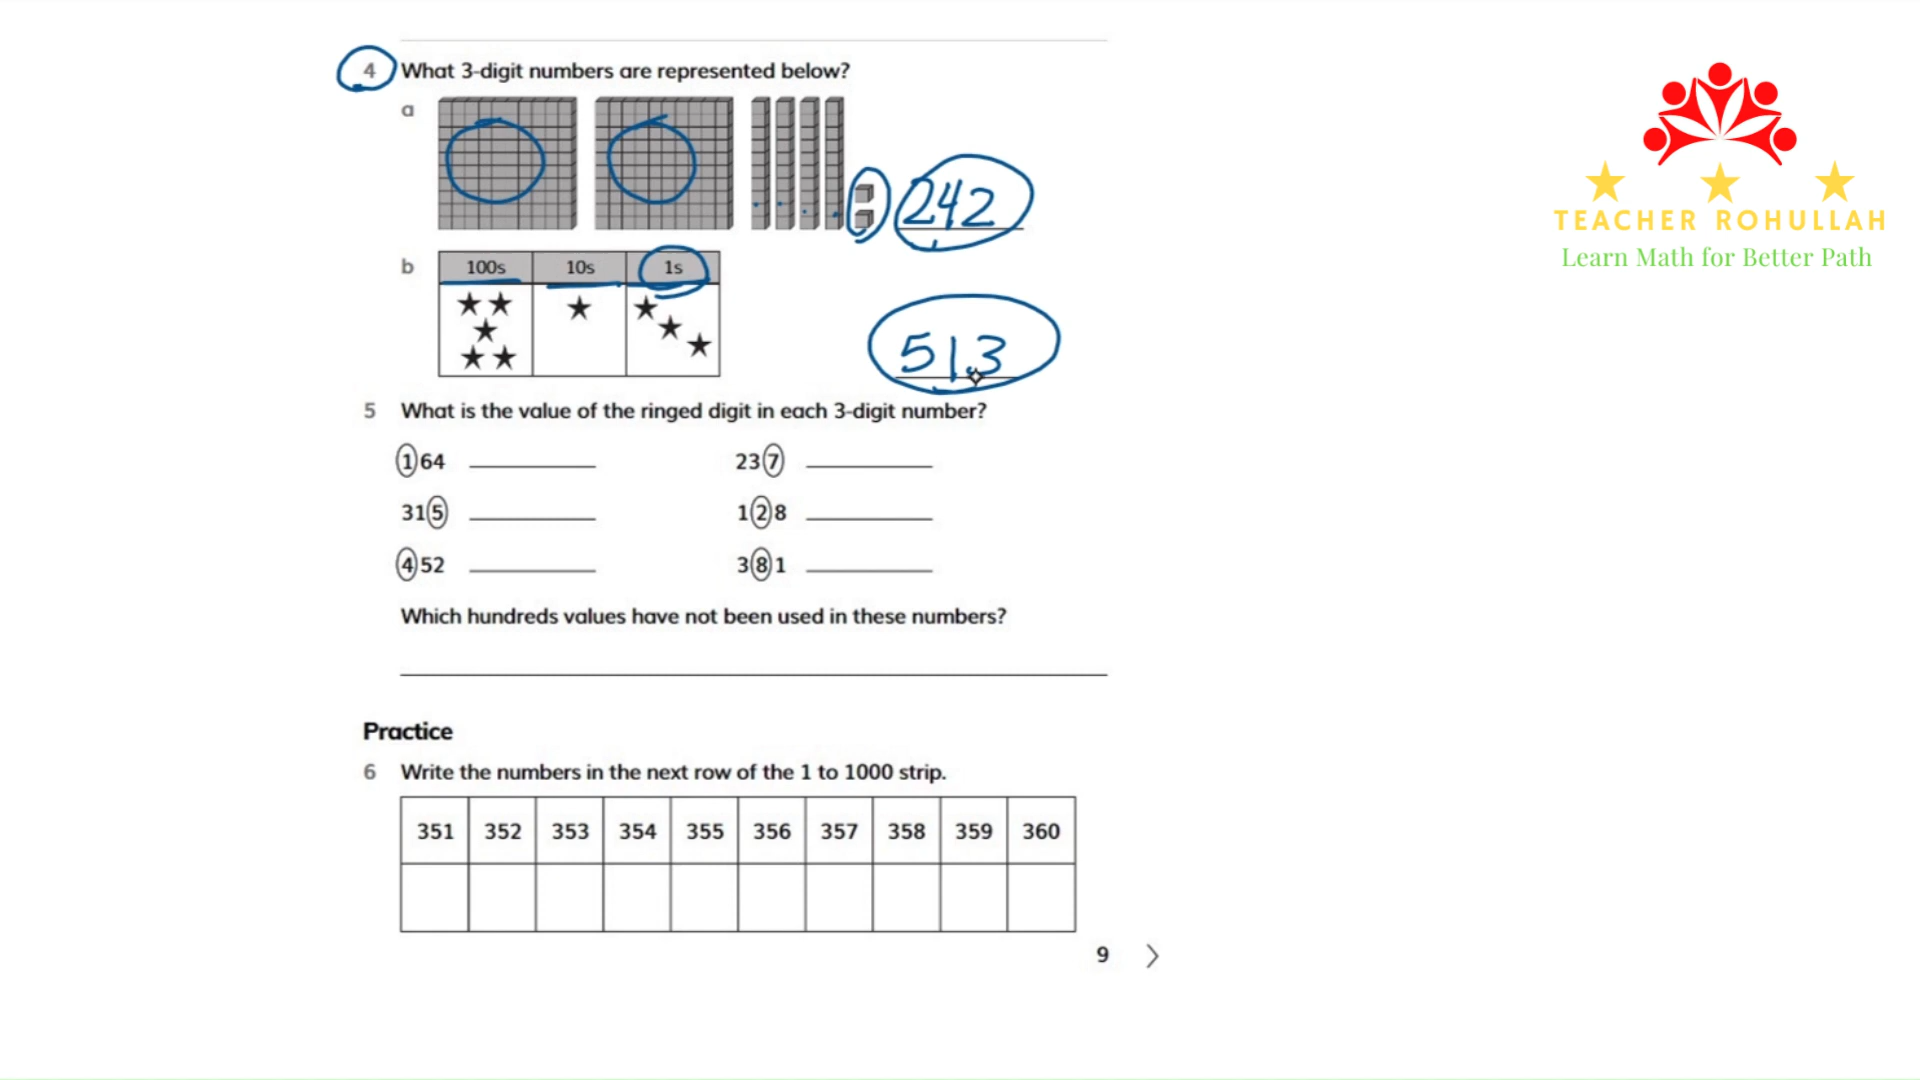 4 What 3-digit numbers are represented below?
a
242
b 100s 10s 1s
513
5 What is the value of the ringed digit in each 3-digit number?
164 237
315 128
452 381
Which hundreds values have not been used in these numbers?
Practice
6 Write the numbers in the next row of the 1 to 1000 strip.
351 352 353 354 355 356 357 358 359 360
9
TEACHER ROHULLAH
Learn Math for Better Path